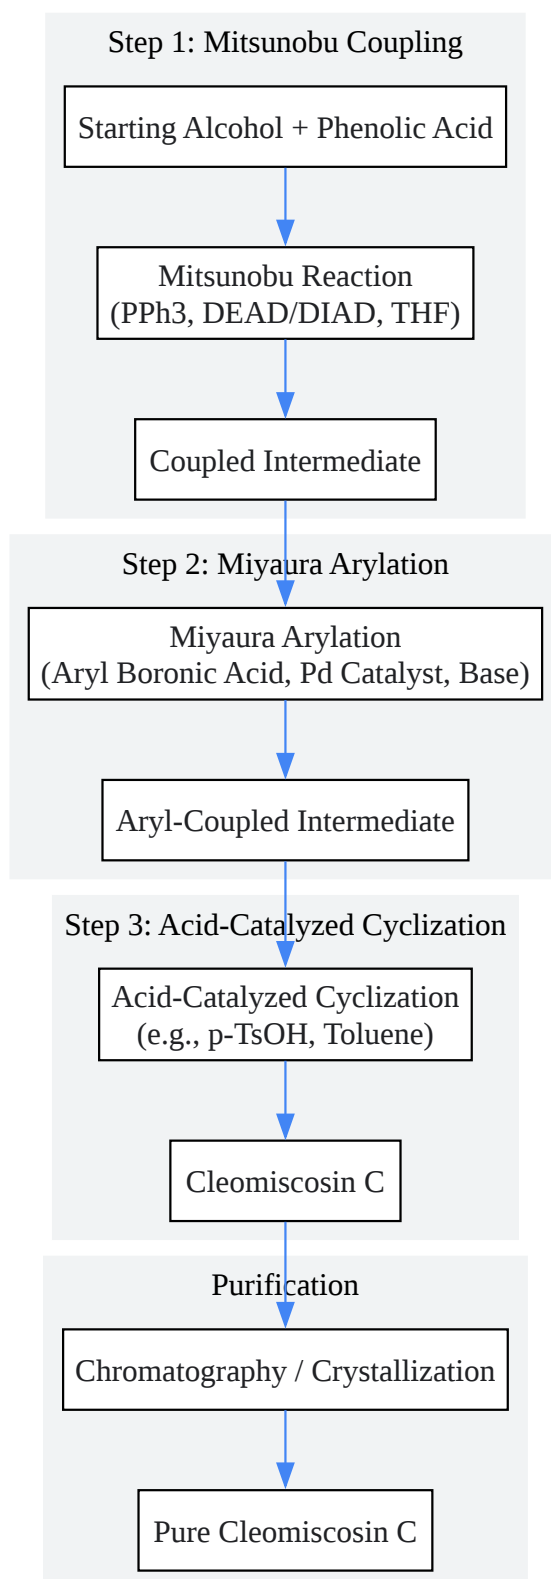 Step 1: Mitsunobu Coupling
Starting Alcohol + Phenolic Acid
Mitsunobu Reaction
(PPh3, DEAD/DIAD, THF)
Coupled Intermediate
Step 2: Miyaura Arylation
Miyaura Arylation
(Aryl Boronic Acid, Pd Catalyst, Base)
Aryl-Coupled Intermediate
Step 3: Acid-Catalyzed Cyclization
Acid-Catalyzed Cyclization
(e.g., p-TsOH, Toluene)
Cleomiscosin C
Purification
Chromatography / Crystallization
Pure Cleomiscosin C